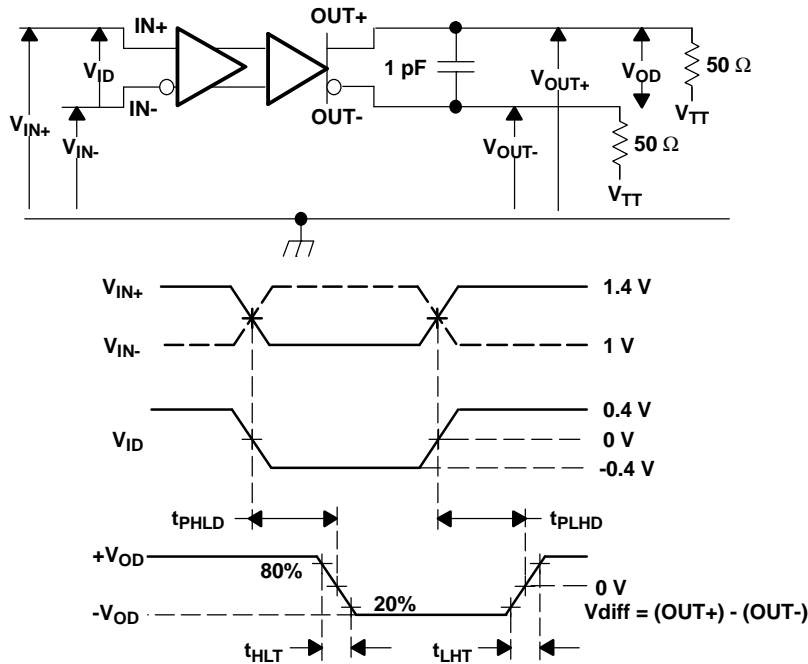 IN+
OUT+
V_ID
1 pF
V_OUT+
V_OD
50 Ω
IN-
OUT-
V_TT
V_IN+
V_IN-
V_OUT-
50 Ω
V_TT
V_IN+
1.4 V
V_IN-
1 V
0.4 V
V_ID
0 V
-0.4 V
t_PHLD
t_PLHD
+V_OD
80%
0 V
20%
-V_OD
Vdiff = (OUT+) - (OUT-)
t_HLT
t_LHT